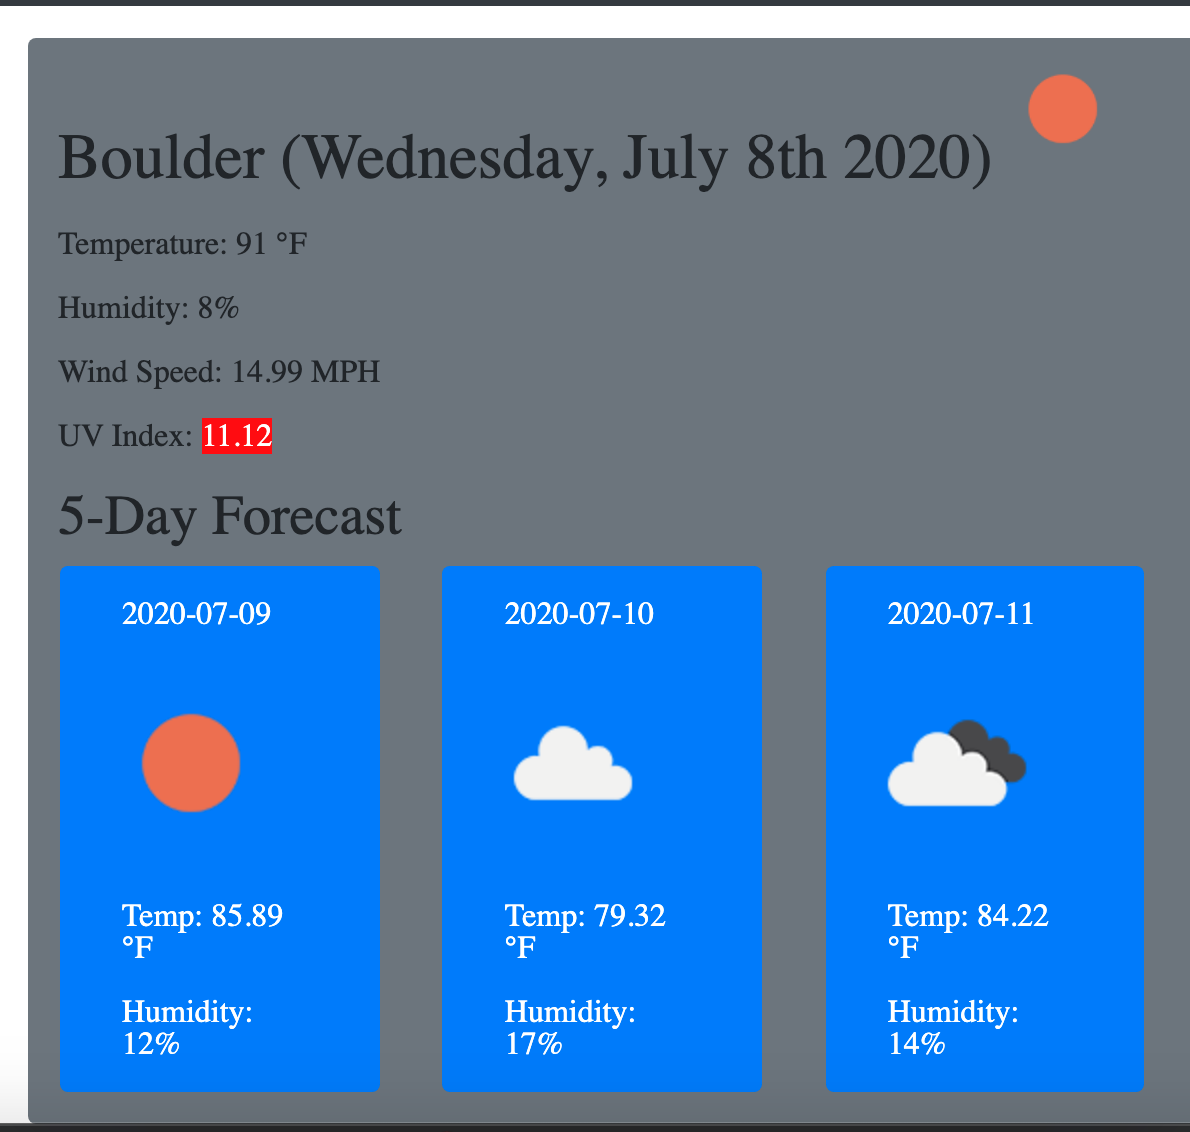 Boulder (Wednesday, July 8th 2020)
Temperature: 91 °F
Humidity: 8%
Wind Speed: 14.99 MPH
UV Index: 11.12
5-Day Forecast
2020-07-09
Temp: 85.89
°F
Humidity:
12%
2020-07-10
Temp: 79.32
°F
Humidity:
17%
2020-07-11
Temp: 84.22
°F
Humidity:
14%